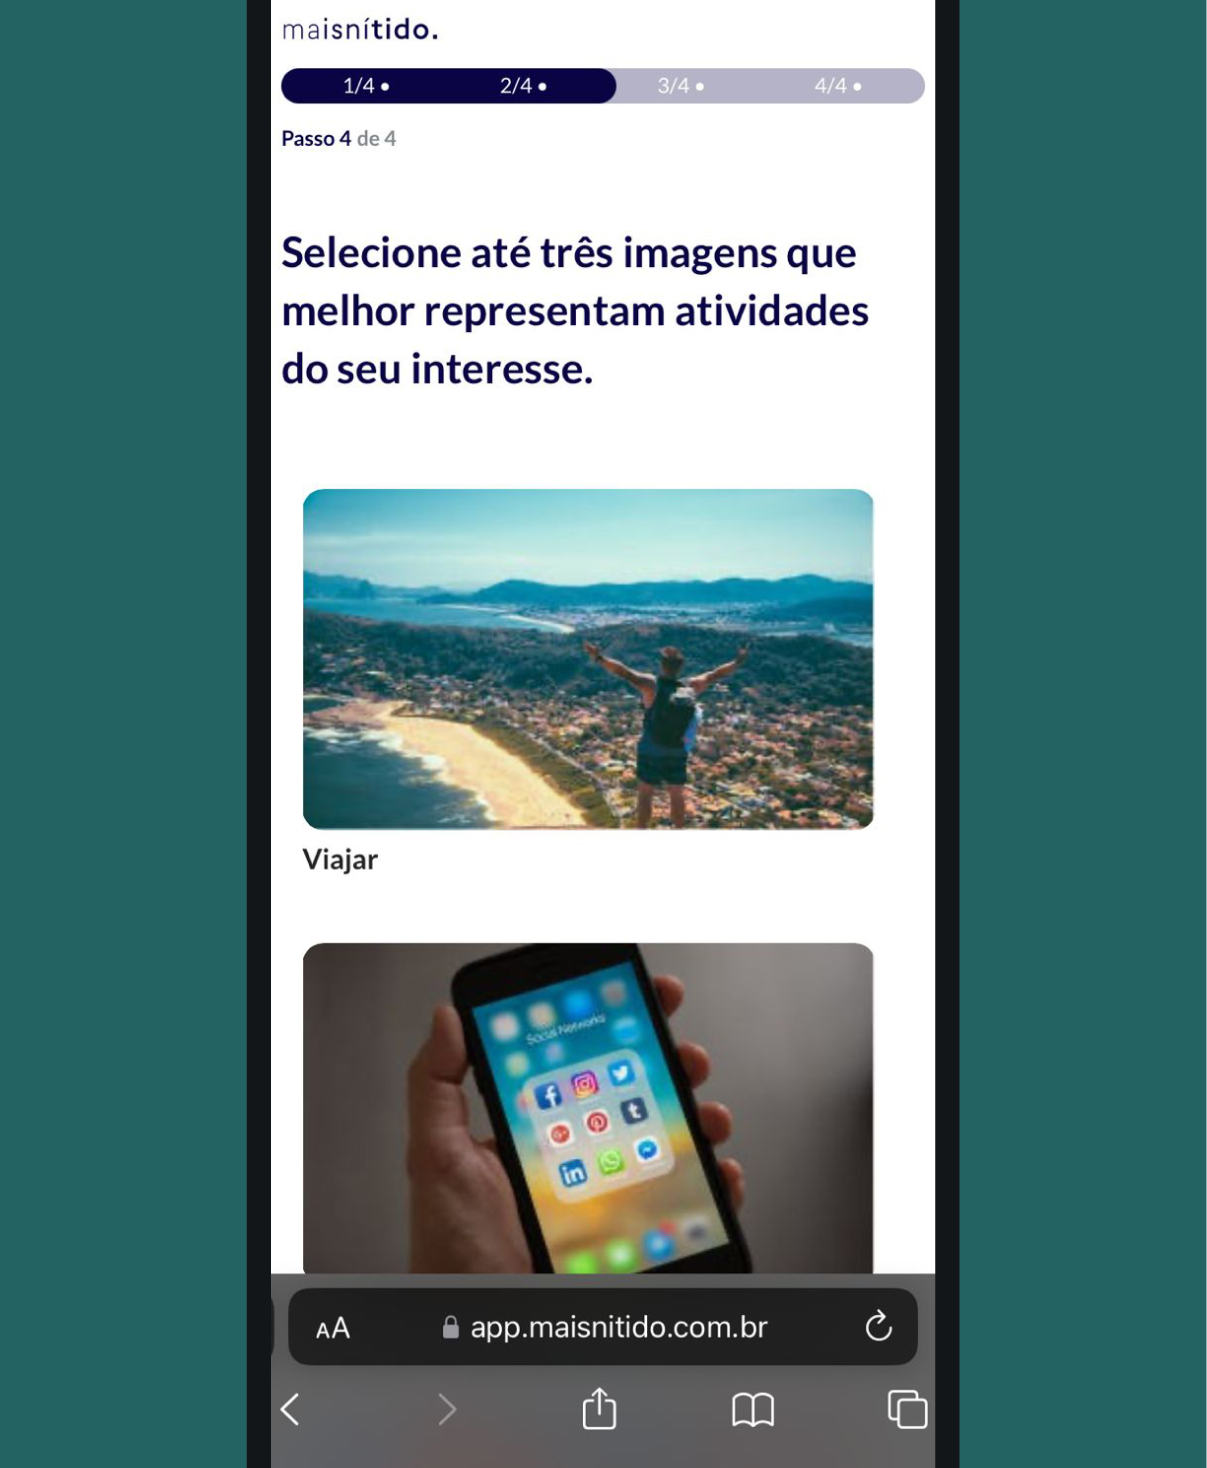 maisnítido.
1/4 • 2/4 • 3/4 • 4/4 •
Passo 4 de 4
Selecione até três imagens que
melhor representam atividades
do seu interesse.
Viajar
Social Networks
f t
in
AA app.maisnitido.com.br